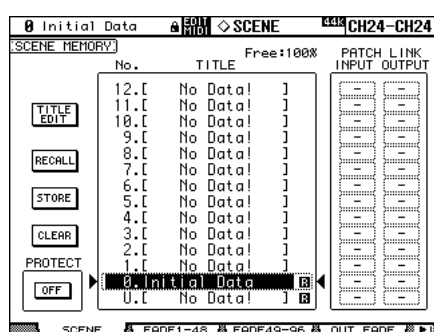 0 Initial Data EDIT MIDI ◇SCENE 44k CH24-CH24
SCENE MEMORY Free:100% PATCH LINK
No. TITLE INPUT OUTPUT
12.[ No Data! ] - -
TITLE EDIT 11.[ No Data! ] - -
10.[ No Data! ] - -
9.[ No Data! ] - -
RECALL 8.[ No Data! ] - -
7.[ No Data! ] - -
6.[ No Data! ] - -
STORE 5.[ No Data! ] - -
4.[ No Data! ] - -
CLEAR 3.[ No Data! ] - -
2.[ No Data! ] - -
PROTECT 1.[ No Data! ] - -
OFF 0.Initial Data R - -
U.[ No Data! ] R - -
SCENE FADE1-48 FADE49-96 OUT FADE